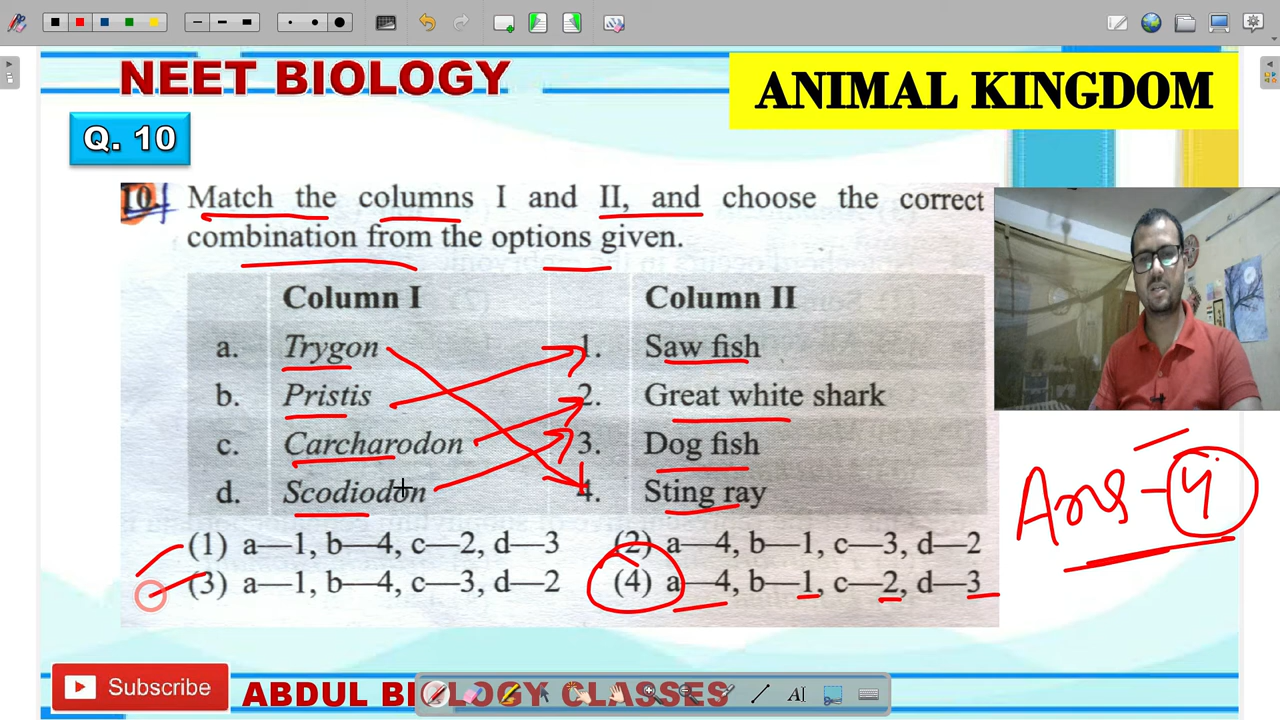 NEET BIOLOGY
ANIMAL KINGDOM
Q. 10
10. Match the columns I and II, and choose the correct
combination from the options given.
Column I Column II
a. Trygon 1. Saw fish
b. Pristis 2. Great white shark
c. Carcharodon 3. Dog fish
d. Scodiodon 4. Sting ray
Ans-4
(1) a—1, b—4, c—2, d—3 (2) a—4, b—1, c—3, d—2
(3) a—1, b—4, c—3, d—2 (4) a—4, b—1, c—2, d—3
Subscribe
ABDUL BIOLOGY CLASSES
AI